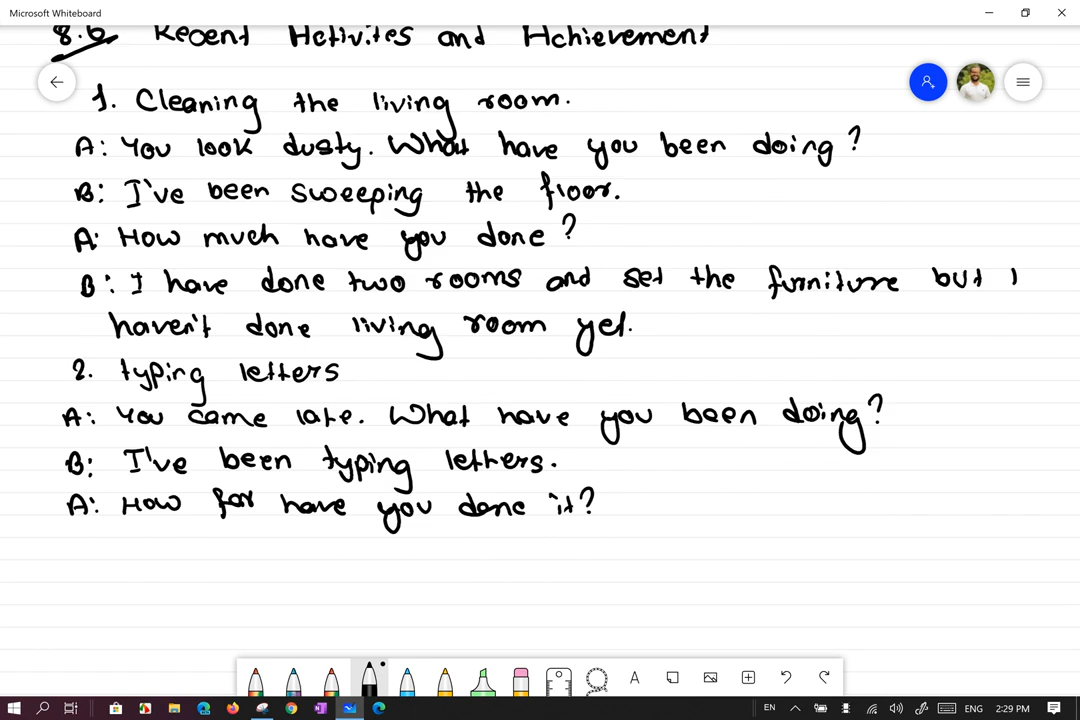 Microsoft Whiteboard
8.6 Recent Activites and Achievement
1. Cleaning the living room.
A: You look dusty. What have you been doing?
B: I've been sweeping the floor.
A: How much have you done?
B: I have done two rooms and set the furniture but I
haven't done living room yet.
2. typing letters
A: You came late. What have you been doing?
B: I've been typing letters.
A: How far have you done it?
A
EN
ENG
2:29 PM